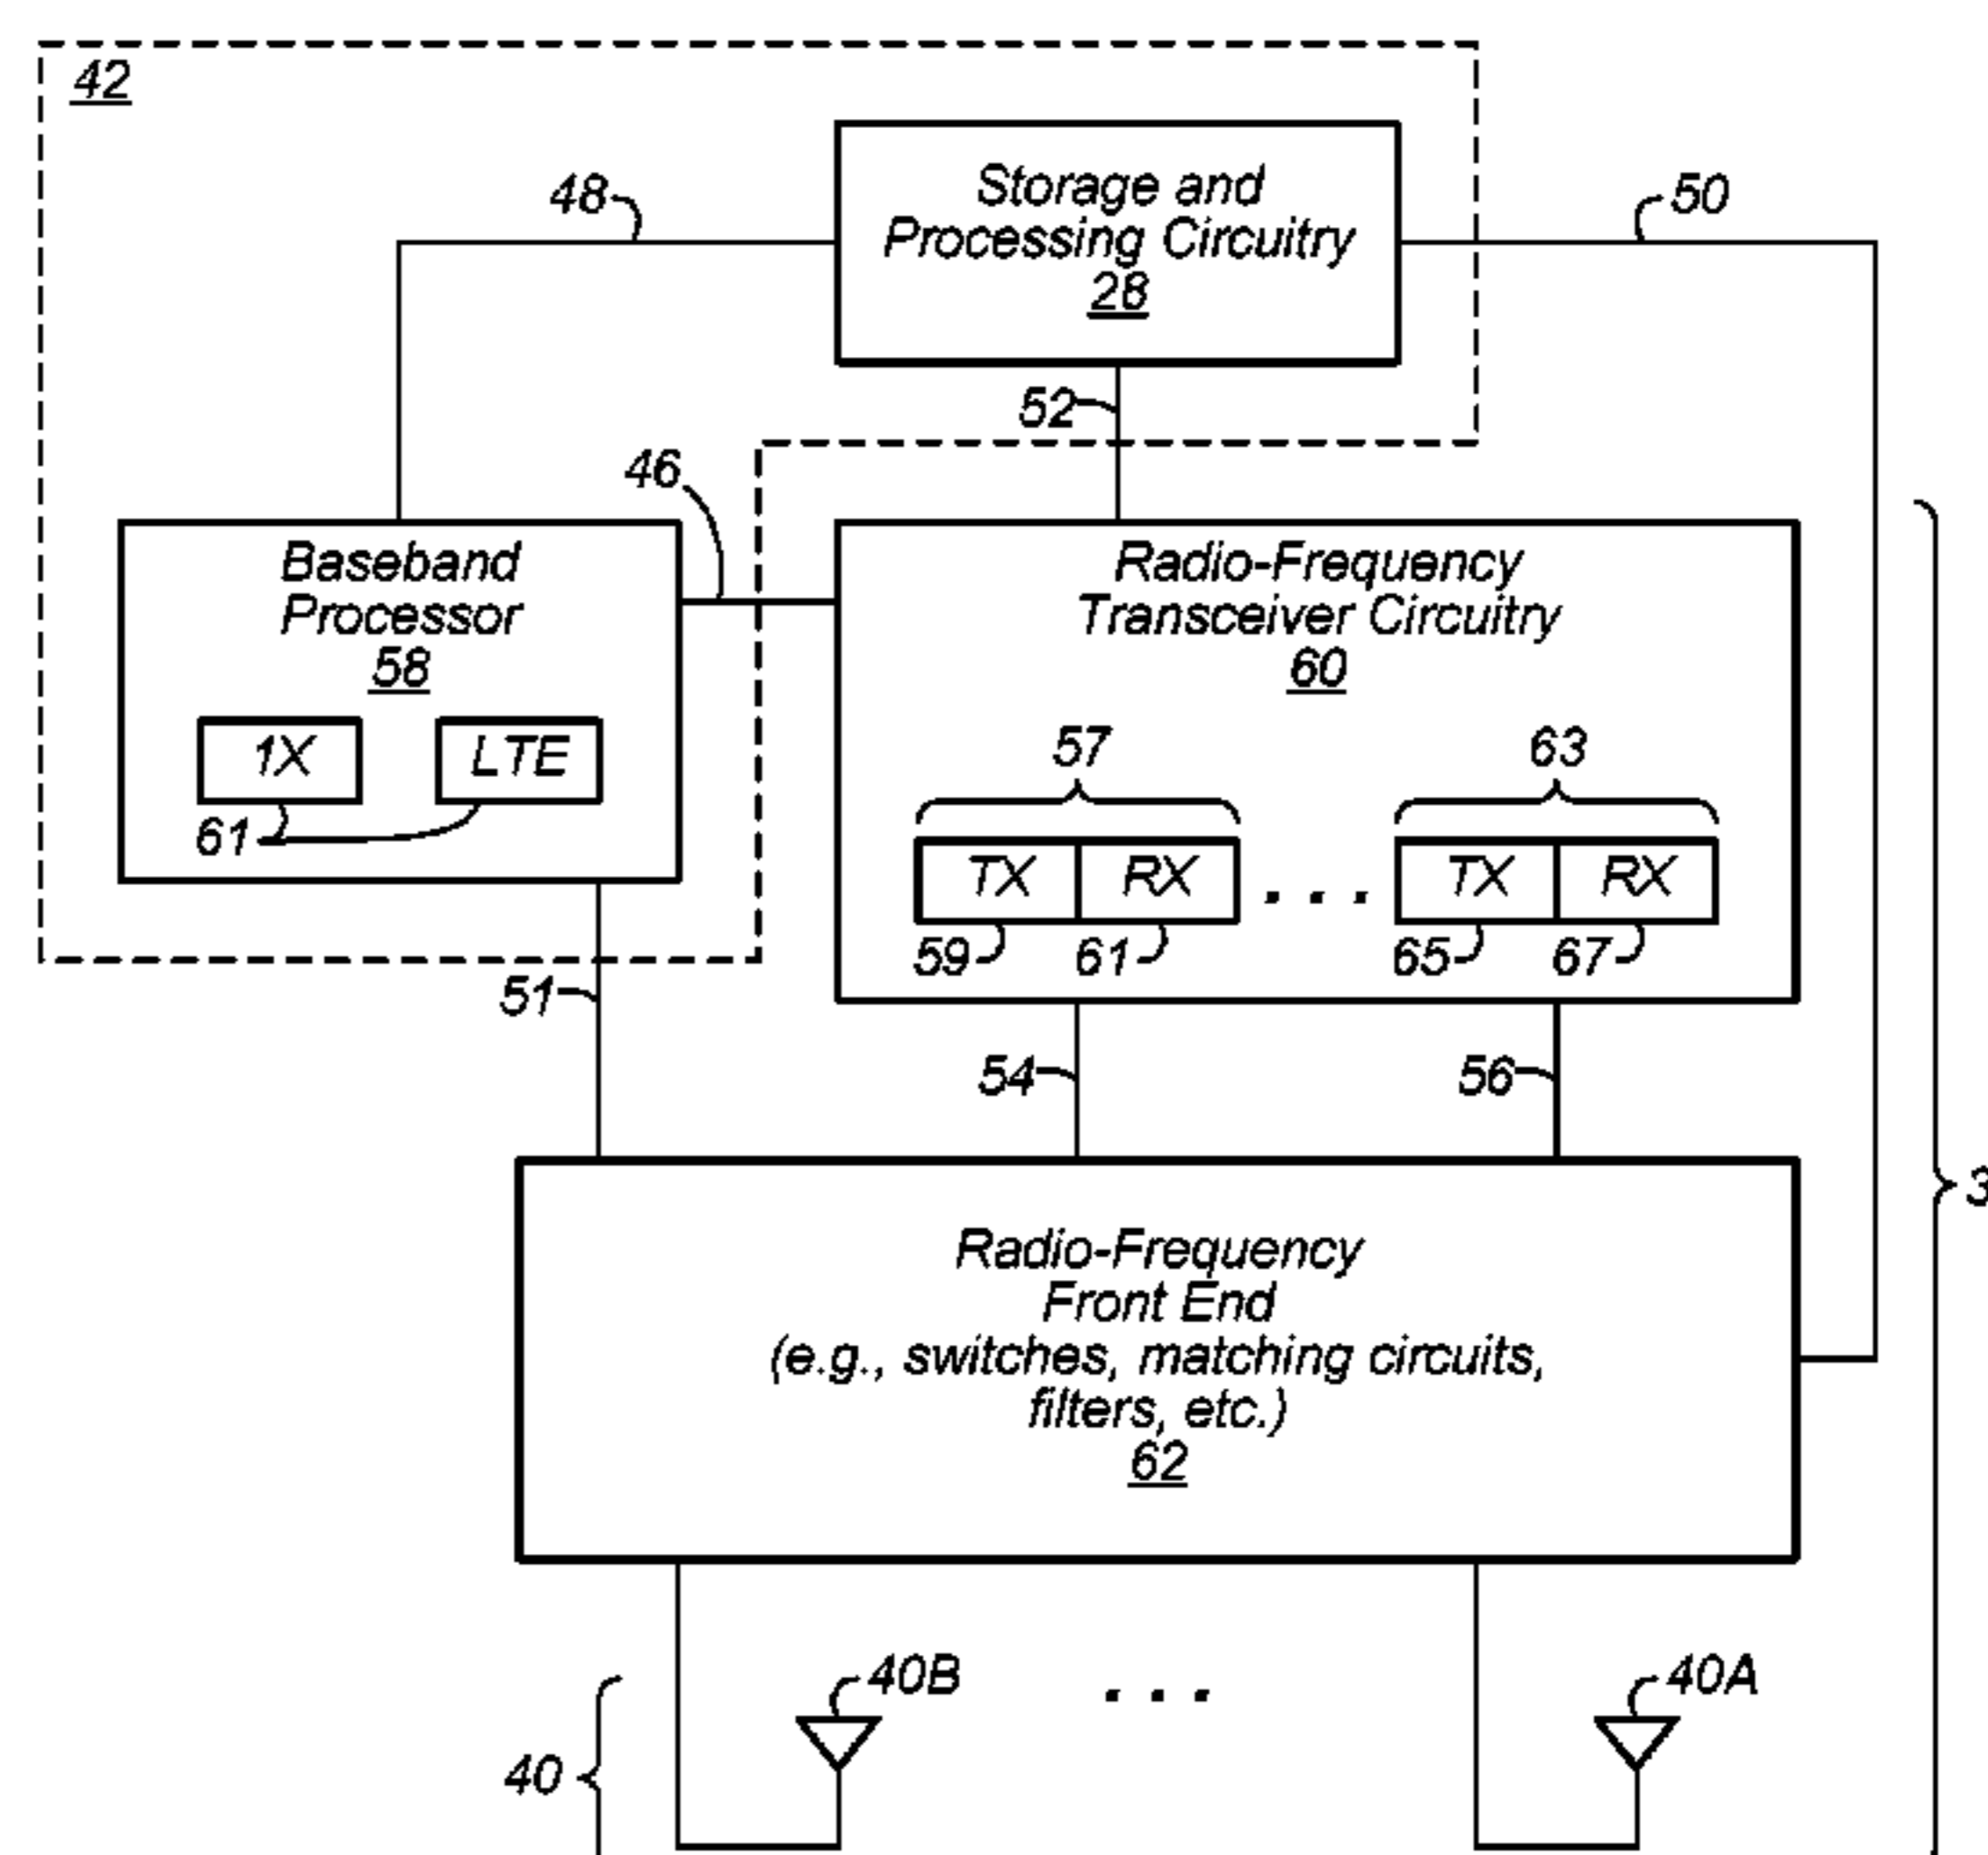 42
48
Storage and
Processing Circuitry
28
50
52
46
Baseband
Processor
58
1X
LTE
61
Radio-Frequency
Transceiver Circuitry
60
57
63
TX RX . . . TX RX
59 61 65 67
51
54
56
3
Radio-Frequency
Front End
(e.g., switches, matching circuits,
filters, etc.)
62
40B
. . .
40A
40